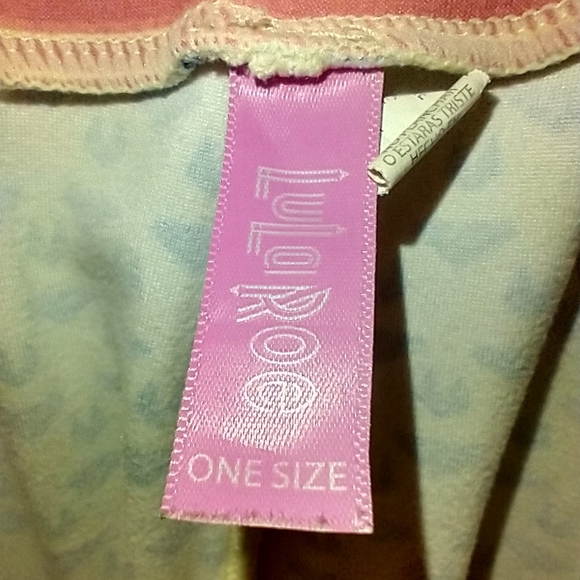 LuLaRoe
ONE SIZE
O ESTARAS TRISTE